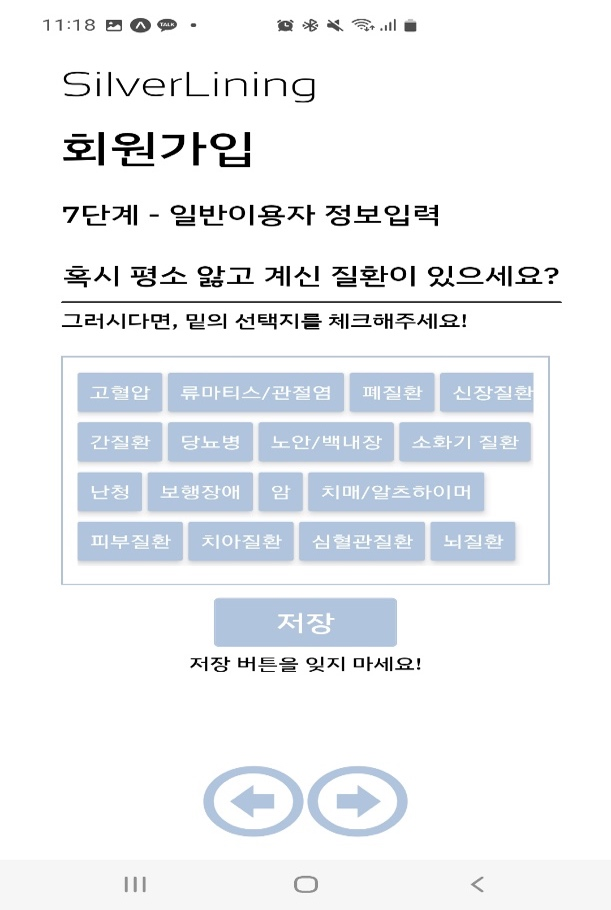 11:18
SilverLining
회원가입
7단계 - 일반이용자 정보입력
혹시 평소 앓고 계신 질환이 있으세요?
그러시다면, 밑의 선택지를 체크해주세요!
고혈압 류마티스/관절염 폐질환 신장질환
간질환 당뇨병 노안/백내장 소화기 질환
난청 보행장애 암 치매/알츠하이머
피부질환 치아질환 심혈관질환 뇌질환
저장
저장 버튼을 잊지 마세요!